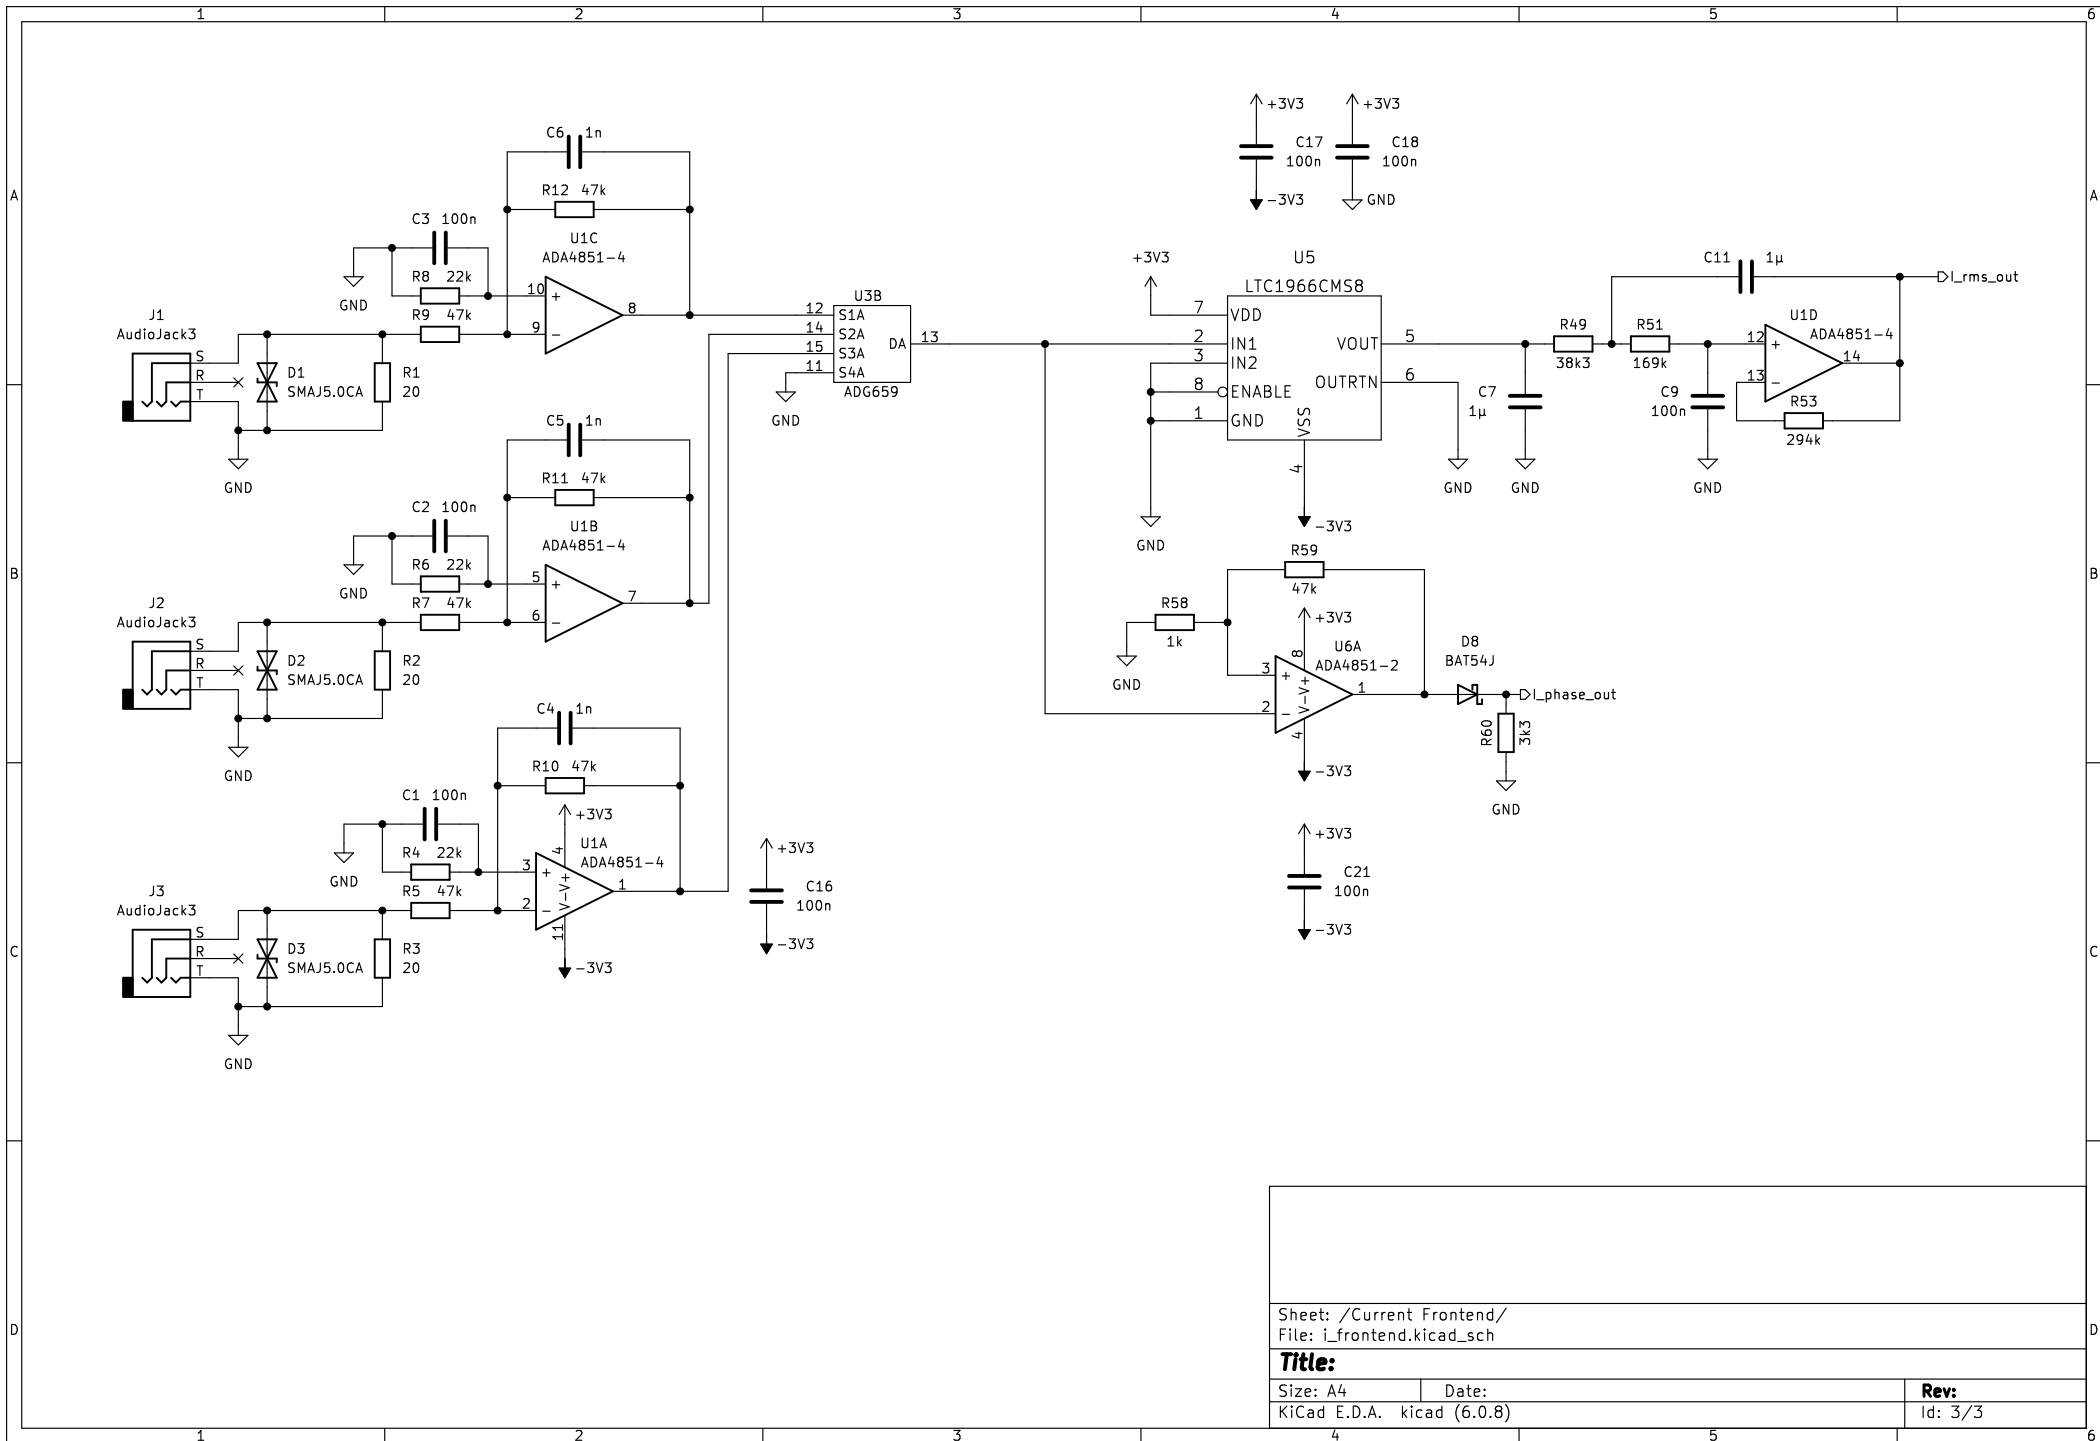 1 2 3 4 5 6
A A
B B
C C
D D
1 2 3 4 5 6
C6 1n
R12 47k
C3 100n
U1C
ADA4851-4
R8 22k
GND
R9 47k
10
+
9
-
8
J1
AudioJack3
S
R
T
D1
SMAJ5.0CA
R1
20
GND
C5 1n
R11 47k
C2 100n
U1B
ADA4851-4
R6 22k
GND
R7 47k
5
+
6
-
7
J2
AudioJack3
S
R
T
D2
SMAJ5.0CA
R2
20
GND
C4 1n
R10 47k
C1 100n
+3V3
U1A
ADA4851-4
R4 22k
GND
R5 47k
3
+
2
-
1
4
V+
V-
11
-3V3
J3
AudioJack3
S
R
T
D3
SMAJ5.0CA
R3
20
GND
+3V3
C16
100n
-3V3
U3B
12 S1A
14 S2A
15 S3A
11 S4A
DA 13
ADG659
GND
+3V3
C17
100n
-3V3
+3V3
C18
100n
GND
+3V3
U5
LTC1966CMS8
7 VDD
2 IN1
3 IN2
8 ENABLE
1 GND
VOUT 5
OUTRTN 6
VSS
4
-3V3
GND
GND
C7
1µ
GND
R49
38k3
R51
169k
C11 1µ
C9
100n
GND
U1D
ADA4851-4
12
+
13
-
14
R53
294k
I_rms_out
R59
47k
R58
1k
GND
+3V3
U6A
ADA4851-2
8
3
+
2
-
1
V+
V-
4
-3V3
D8
BAT54J
I_phase_out
R60
3k3
GND
+3V3
C21
100n
-3V3
Sheet: /Current Frontend/
File: i_frontend.kicad_sch
Title:
Size: A4 Date: Rev:
KiCad E.D.A. kicad (6.0.8) Id: 3/3